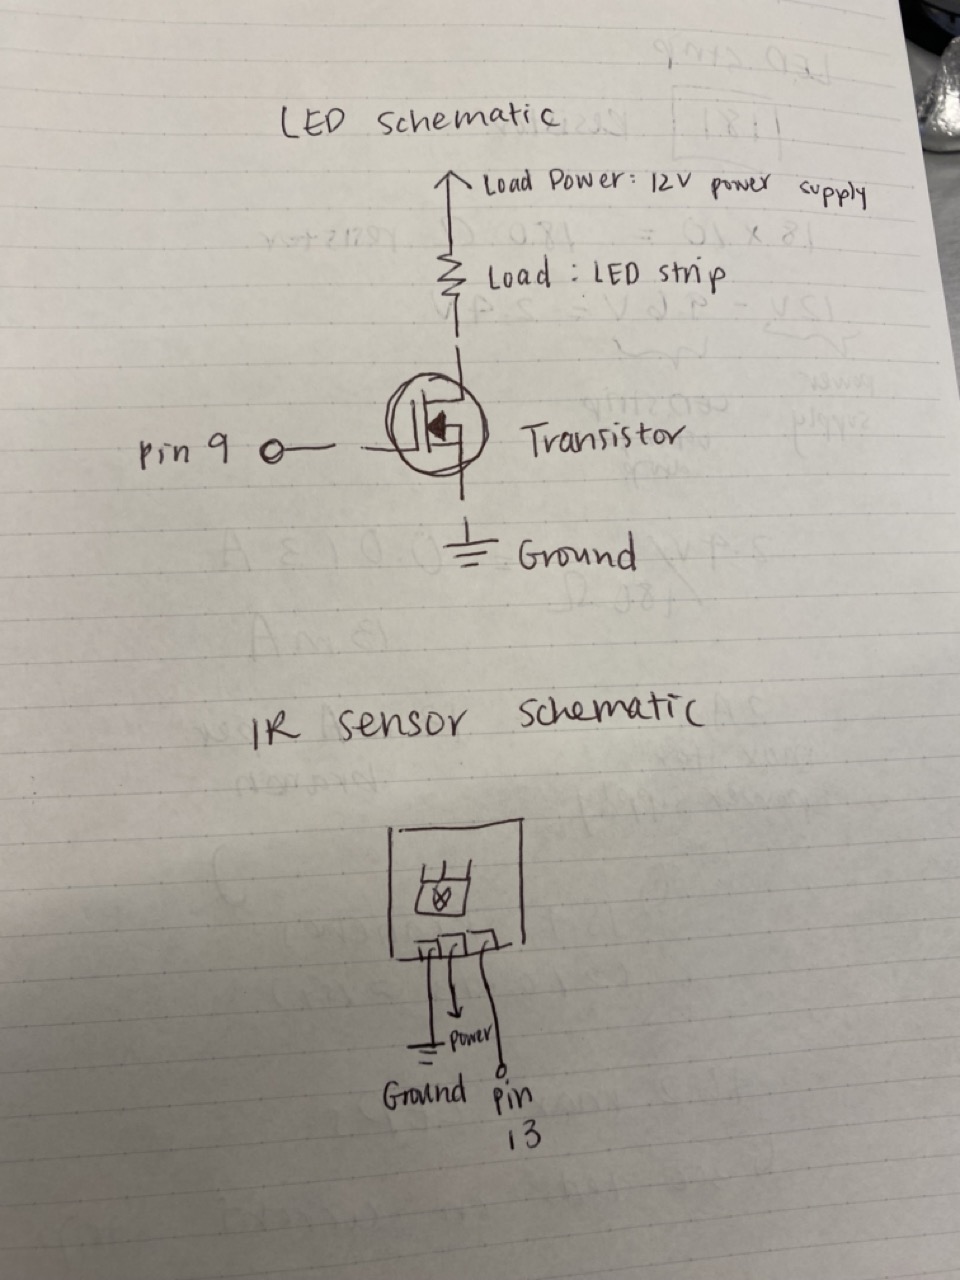 LED schematic
Load Power: 12V power supply
Load : LED strip
pin 9
Transistor
Ground
IR sensor schematic
power
Ground
pin
13